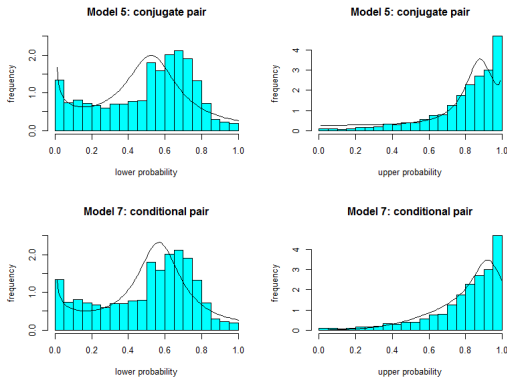 Model 5: conjugate pair
frequency
0.0 1.0 2.0
0.0 0.2 0.4 0.6 0.8 1.0
lower probability
Model 5: conjugate pair
frequency
0 1 2 3 4
0.0 0.2 0.4 0.6 0.8 1.0
upper probability
Model 7: conditional pair
frequency
0.0 1.0 2.0
0.0 0.2 0.4 0.6 0.8 1.0
lower probability
Model 7: conditional pair
frequency
0 1 2 3 4
0.0 0.2 0.4 0.6 0.8 1.0
upper probability